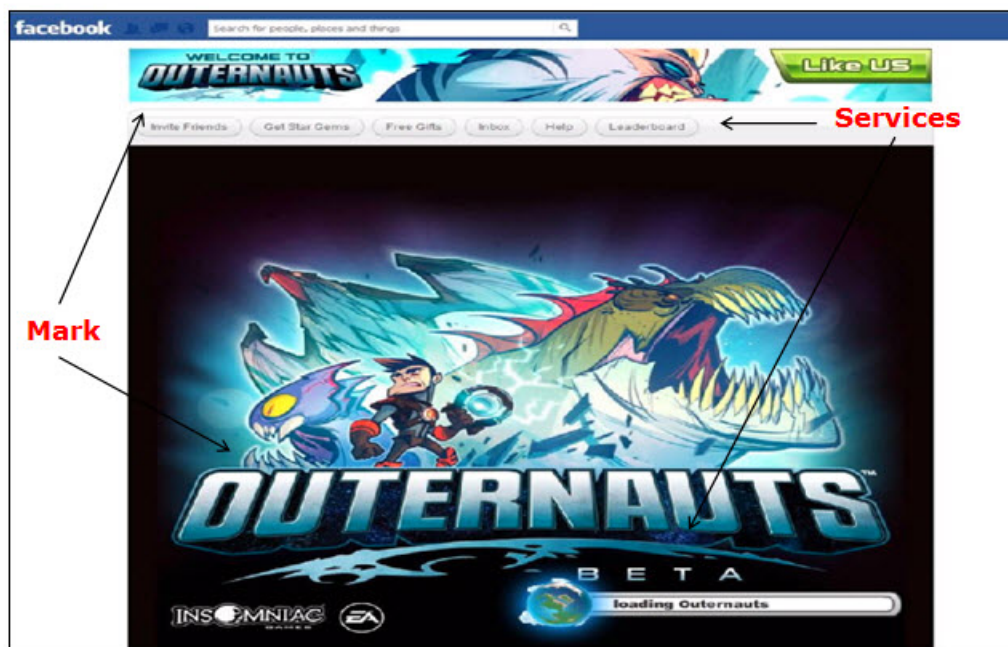 facebook Search for people, places and things
WELCOME TO
OUTERNAUTS
Like US
Invite Friends Get Star Gems Free Gifts Inbox Help Leaderboard
Services
Mark
OUTERNAUTS™
BETA
loading Outernauts
INSOMNIAC
GAMES
EA